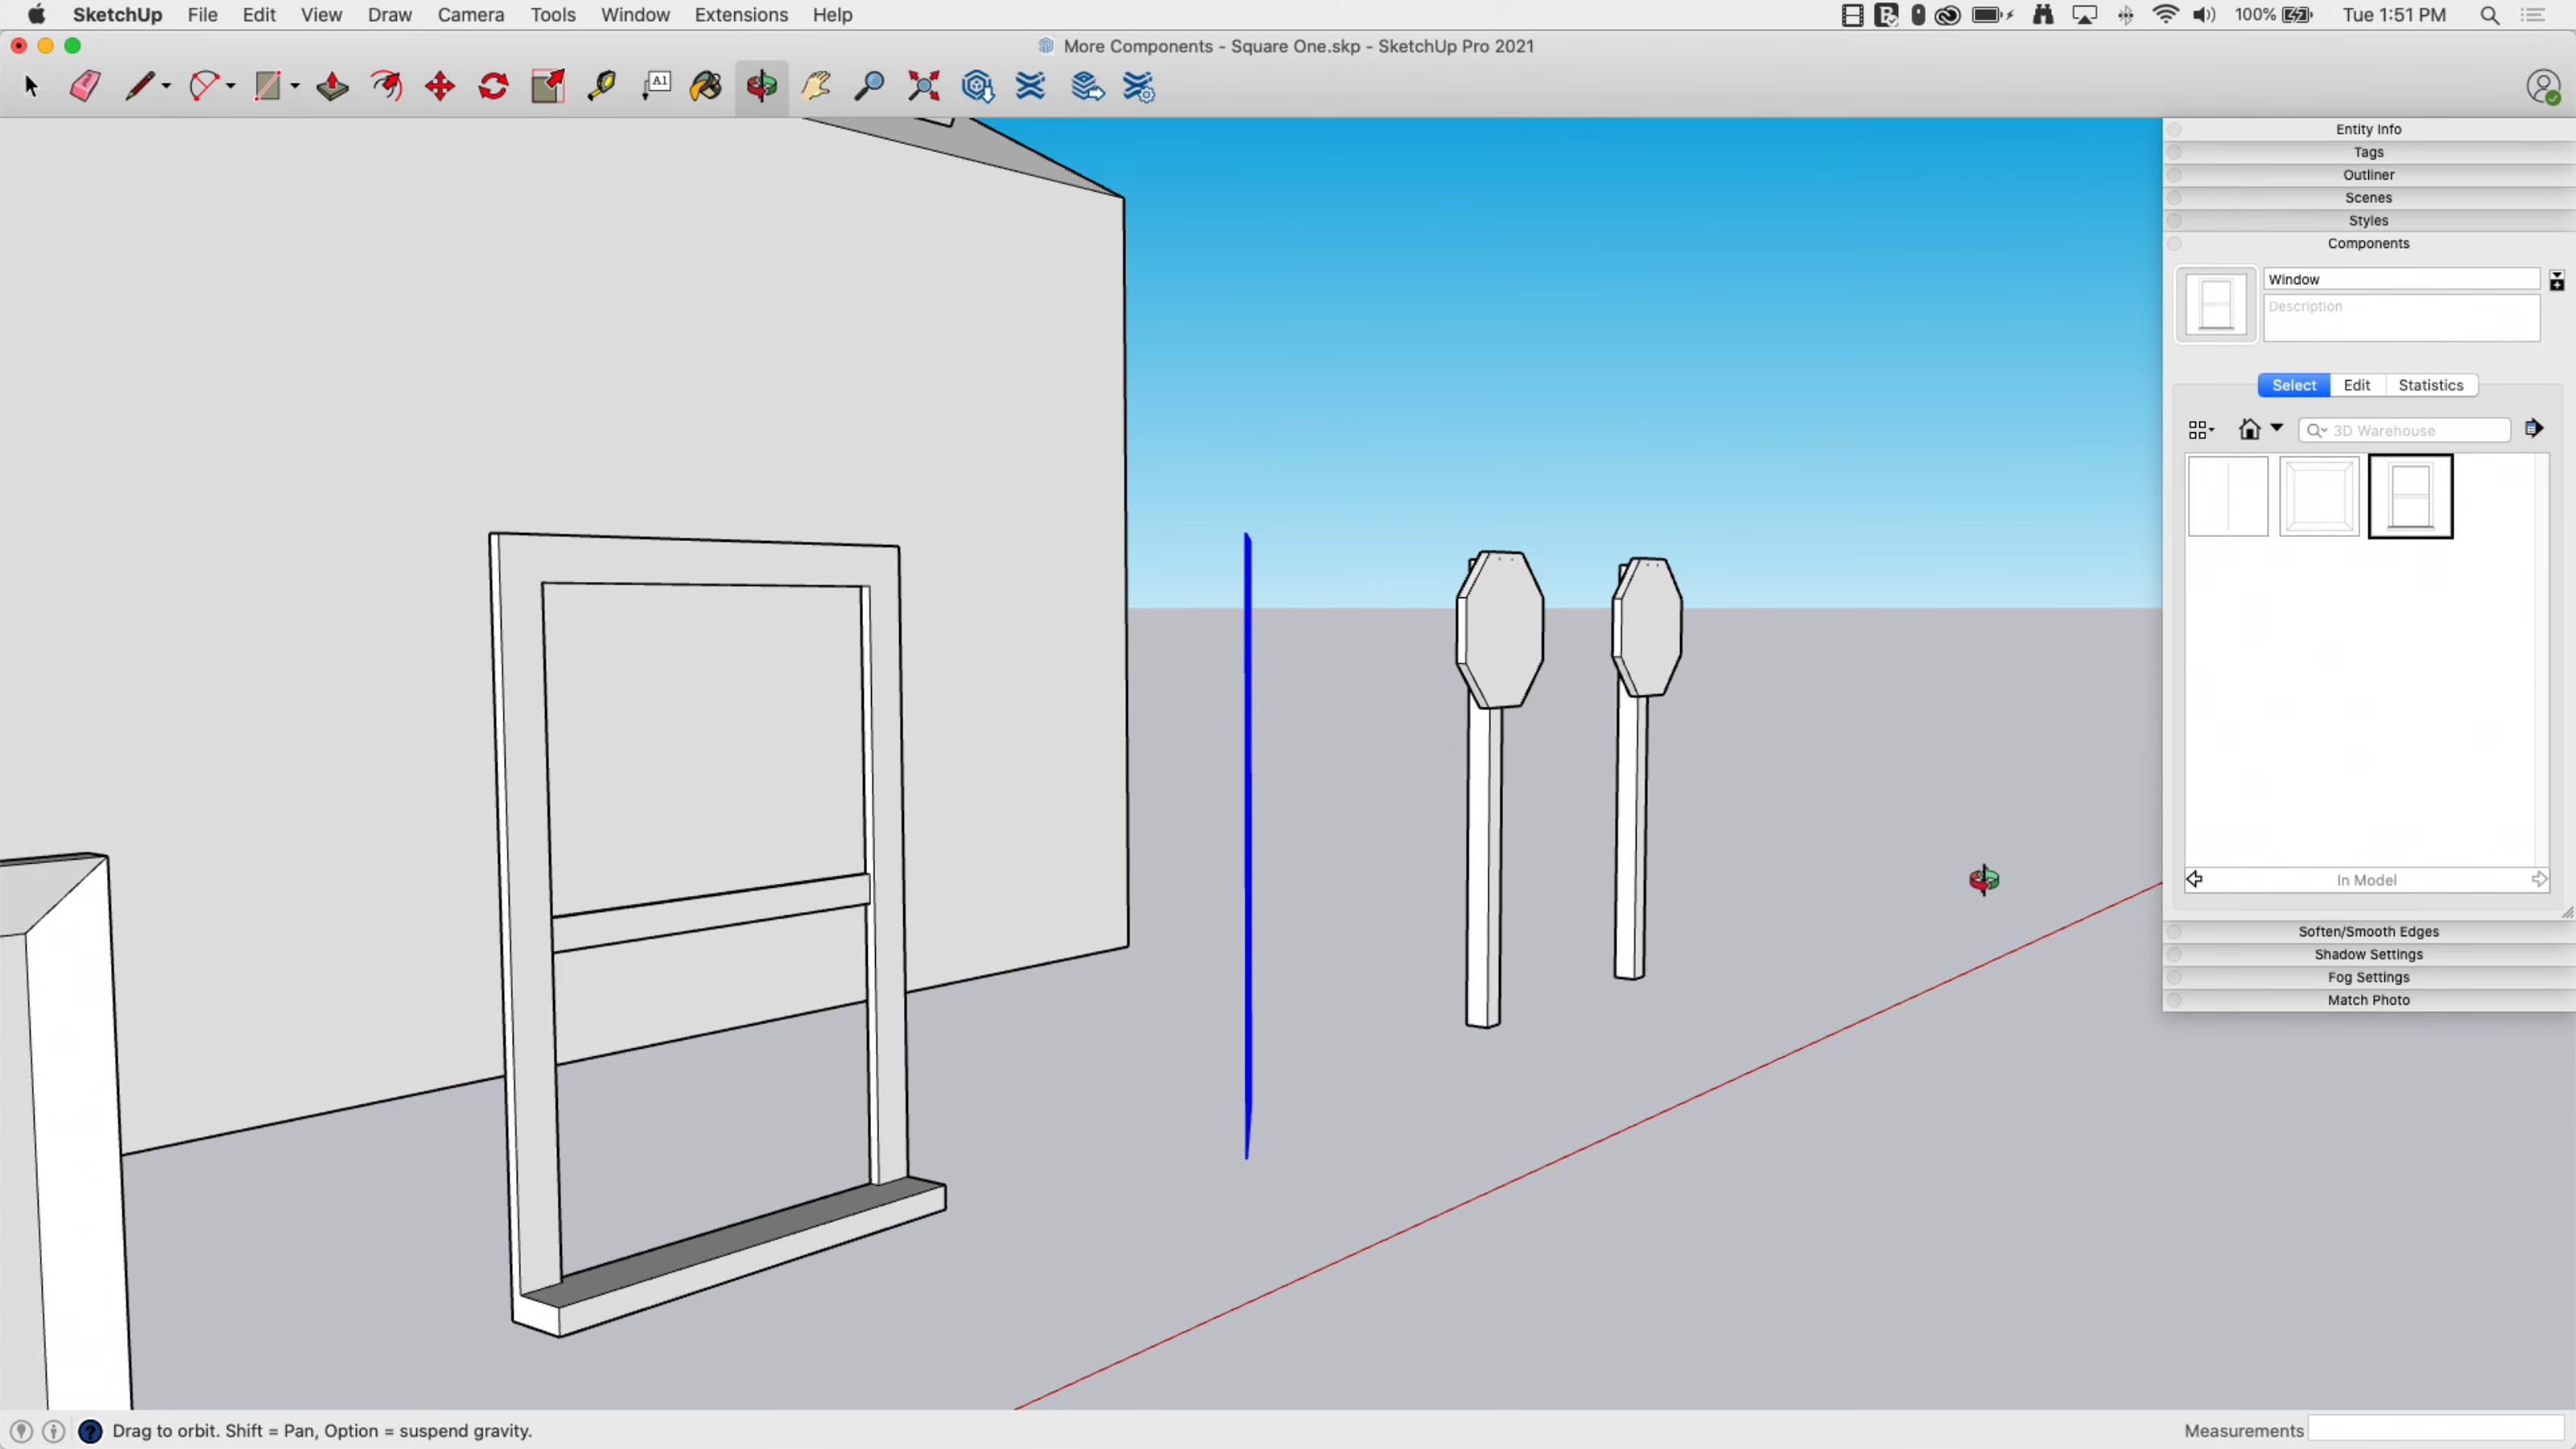 SketchUp File Edit View Draw Camera Tools Window Extensions Help 100% Tue 1:51 PM
More Components - Square One.skp - SketchUp Pro 2021
A1
Entity Info
Tags
Outliner
Scenes
Styles
Components
Window
Description
Select Edit Statistics
3D Warehouse
In Model
Soften/Smooth Edges
Shadow Settings
Fog Settings
Match Photo
Drag to orbit. Shift = Pan, Option = suspend gravity.
Measurements